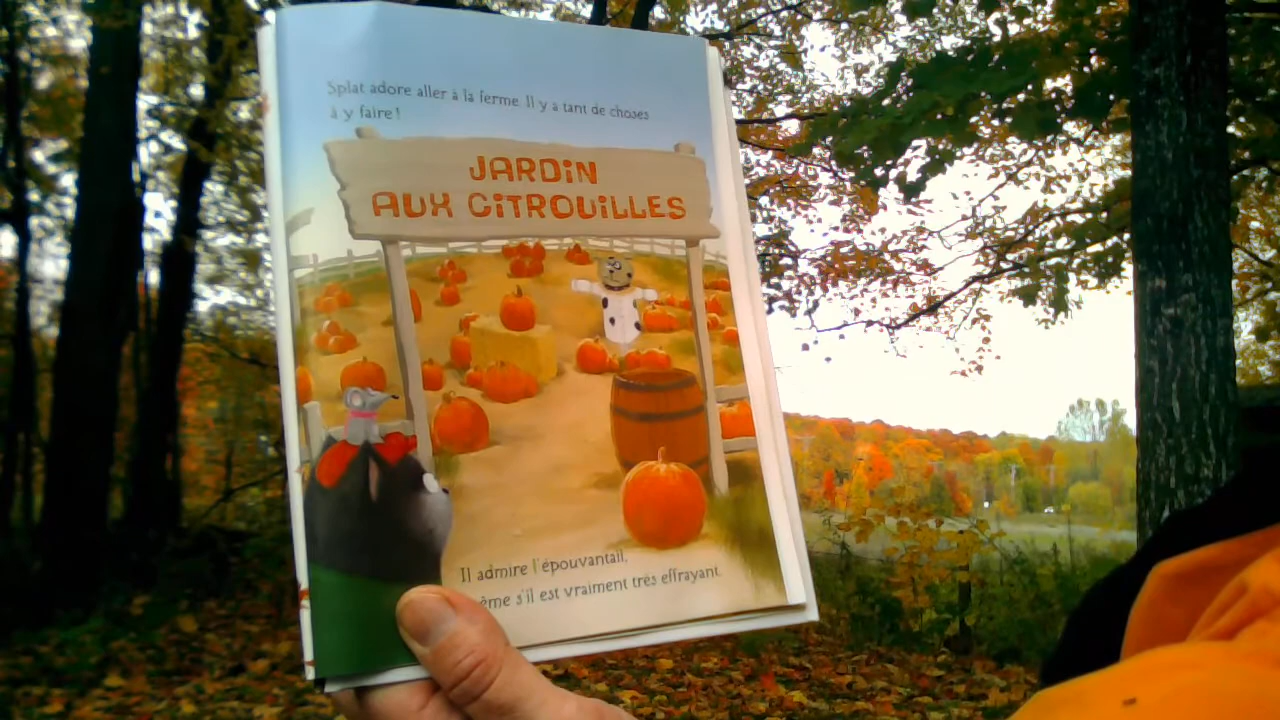 Splat adore aller à la ferme. Il y a tant de choses
à y faire !
JARDIN
AUX CITROUILLES
Il admire l'épouvantail,
s'il est vraiment très effrayant.